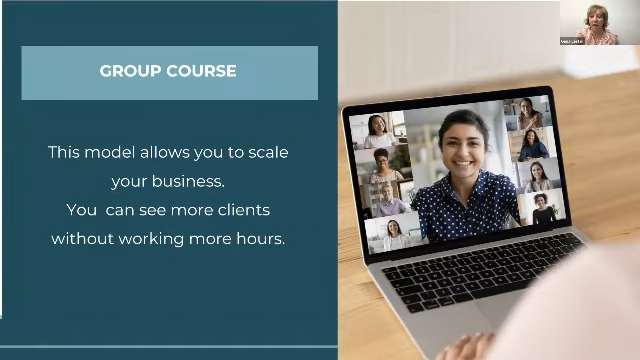 GROUP COURSE
This model allows you to scale
your business.
You can see more clients
without working more hours.